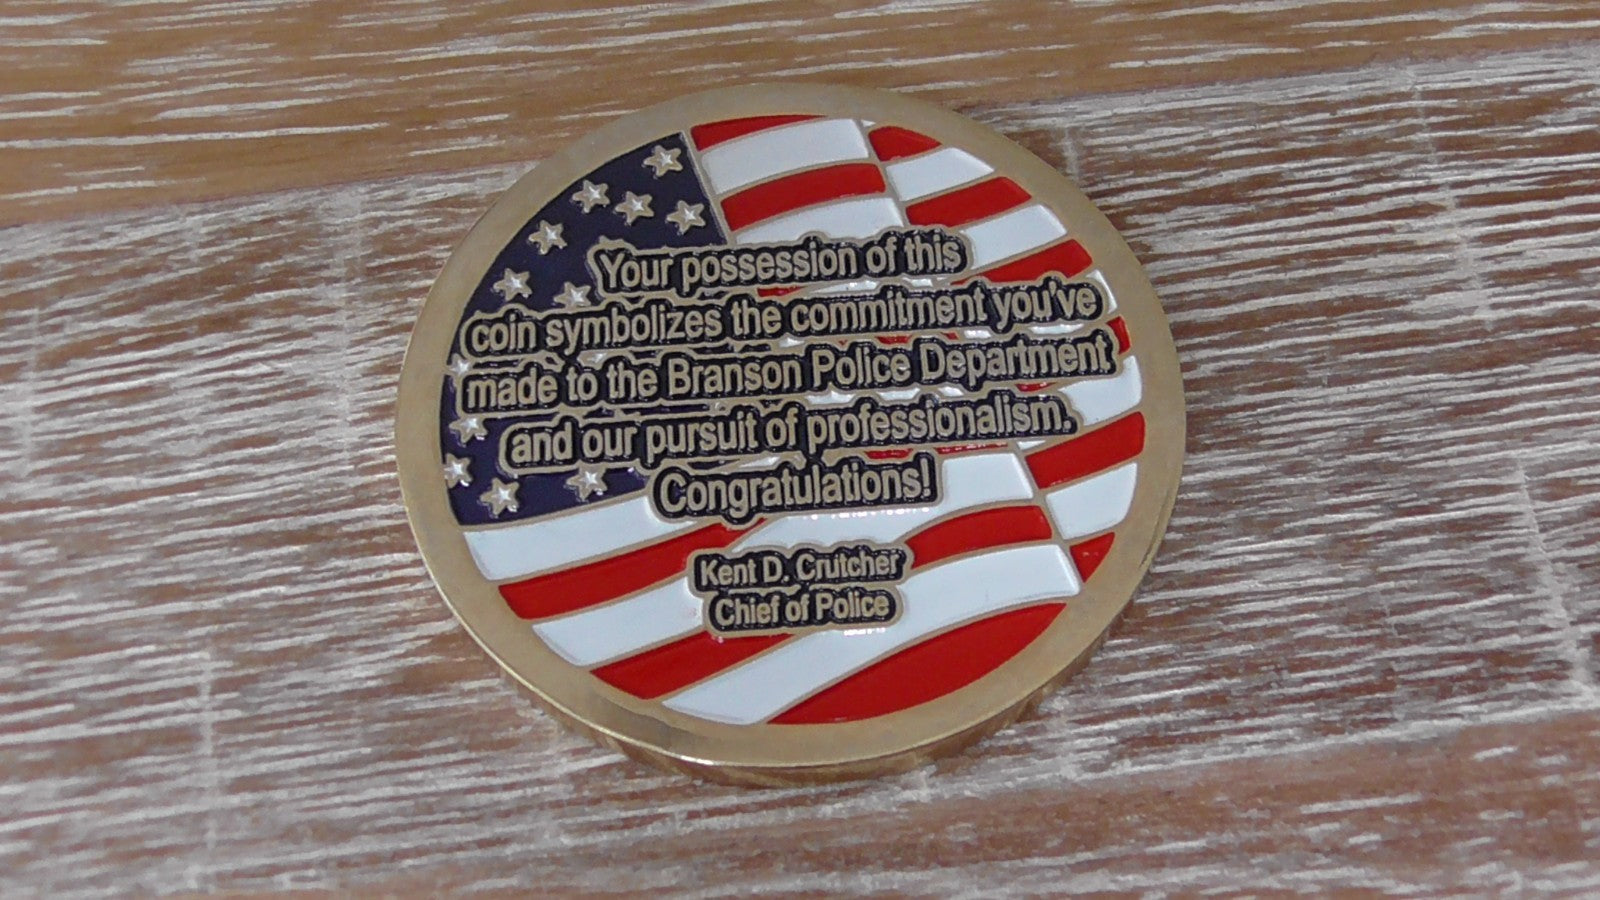 Your possession of this
coin symbolizes the commitment you've
made to the Branson Police Department
and our pursuit of professionalism.
Congratulations!
Kent D. Crutcher
Chief of Police